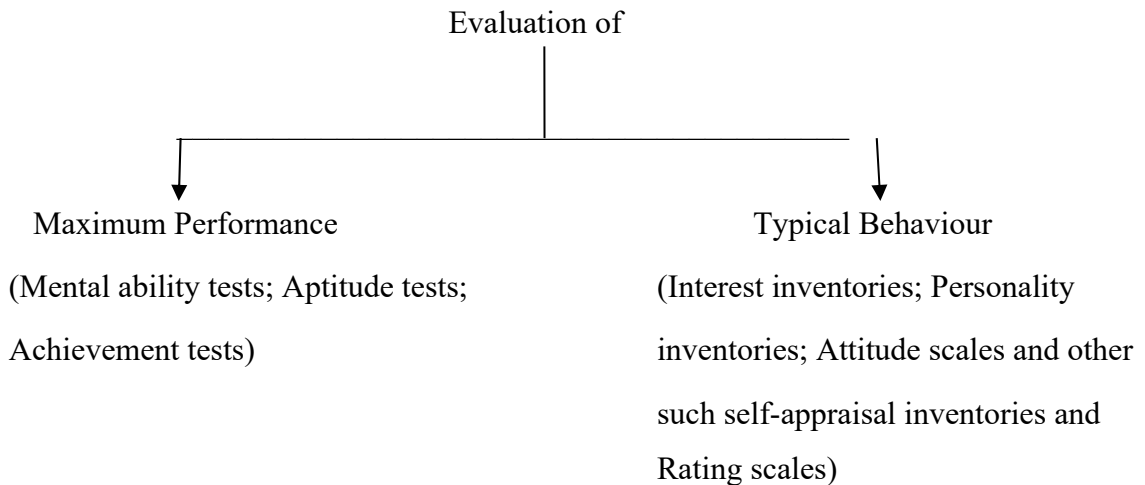 Evaluation of
Maximum Performance
(Mental ability tests; Aptitude tests;
Achievement tests)
Typical Behaviour
(Interest inventories; Personality
inventories; Attitude scales and other
such self-appraisal inventories and
Rating scales)